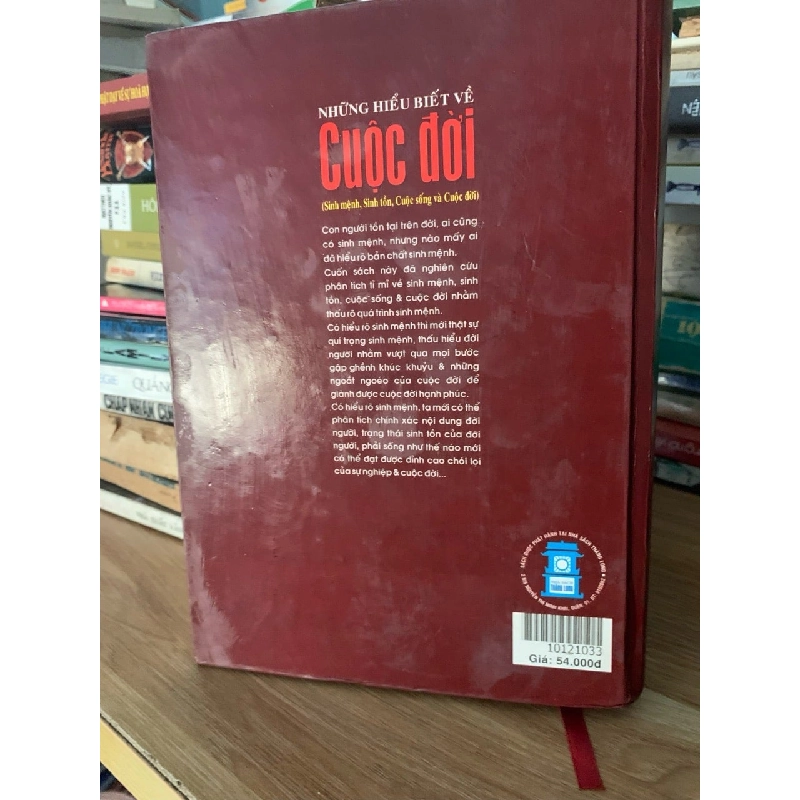 NHỮNG HIỂU BIẾT VỀ
Cuộc đời
(Sinh mệnh, Sinh tồn, Cuộc sống và Cuộc đời)
Con người tồn tại trên đời, ai cũng
có sinh mệnh, nhưng nào mấy ai
đã hiểu rõ bản chất sinh mệnh.
Cuốn sách này đã nghiên cứu
phân tích tỉ mỉ về sinh mệnh, sinh
tồn, cuộc sống & cuộc đời nhằm
thấu rõ quá trình sinh mệnh.
Có hiểu rõ sinh mệnh thì mới thật sự
quí trọng sinh mệnh, thấu hiểu đời
người nhằm vượt qua mọi bước
gập ghềnh khúc khuỷu & những
ngoắt ngoéo của cuộc đời để
giành được cuộc đời hạnh phúc.
Có hiểu rõ sinh mệnh, ta mới có thể
phân tích chính xác nội dung đời
người, trạng thái sinh tồn của đời
người, phải sống như thế nào mới
có thể đạt được đỉnh cao chói lọi
của sự nghiệp & cuộc đời...
THĂNG LONG
10121033
Giá: 54.000đ
CHẤP NHẬN
QUẢN